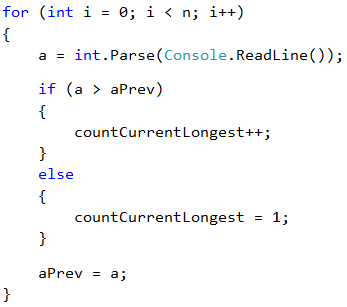 for (int i = 0; i < n; i++)
{
    a = int.Parse(Console.ReadLine());
    if (a > aPrev)
    {
        countCurrentLongest++;
    }
    else
    {
        countCurrentLongest = 1;
    }
    aPrev = a;
}